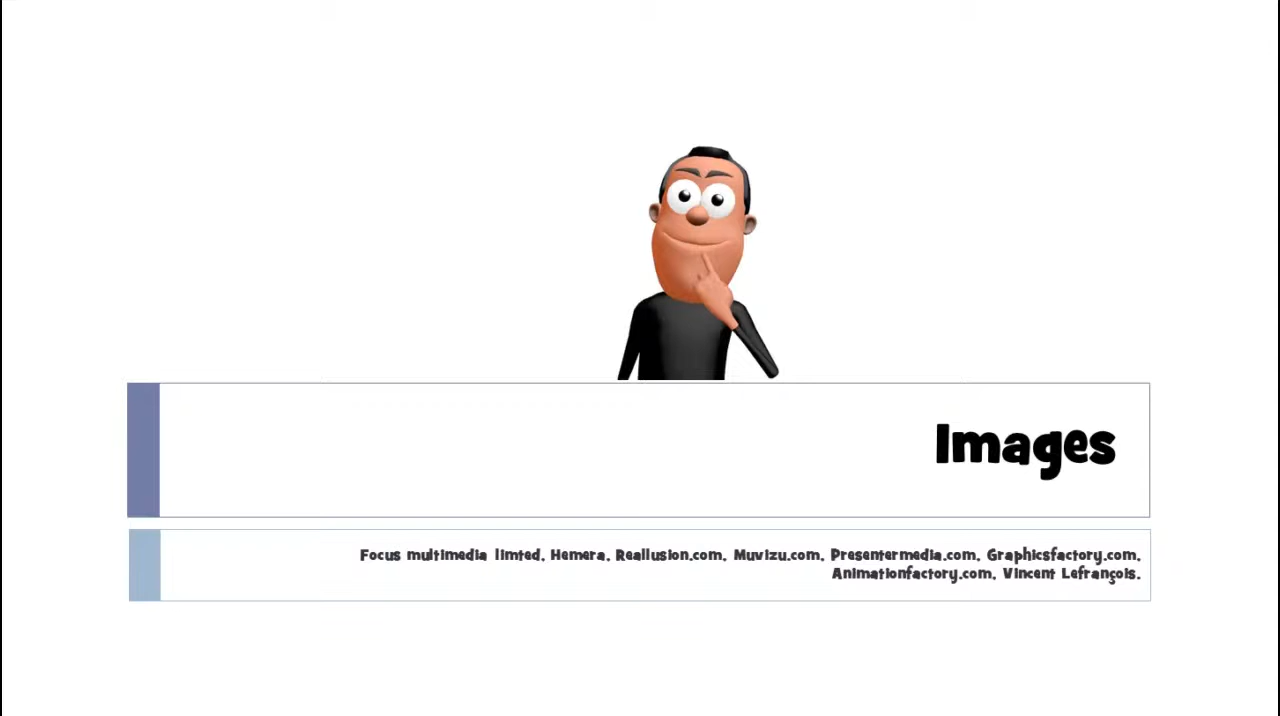 Images
Focus multimedia limted, Hemera, Reallusion.com, Muvizu.com, Presentermedia.com, Graphicsfactory.com,
Animationfactory.com, Vincent Lefrançois.